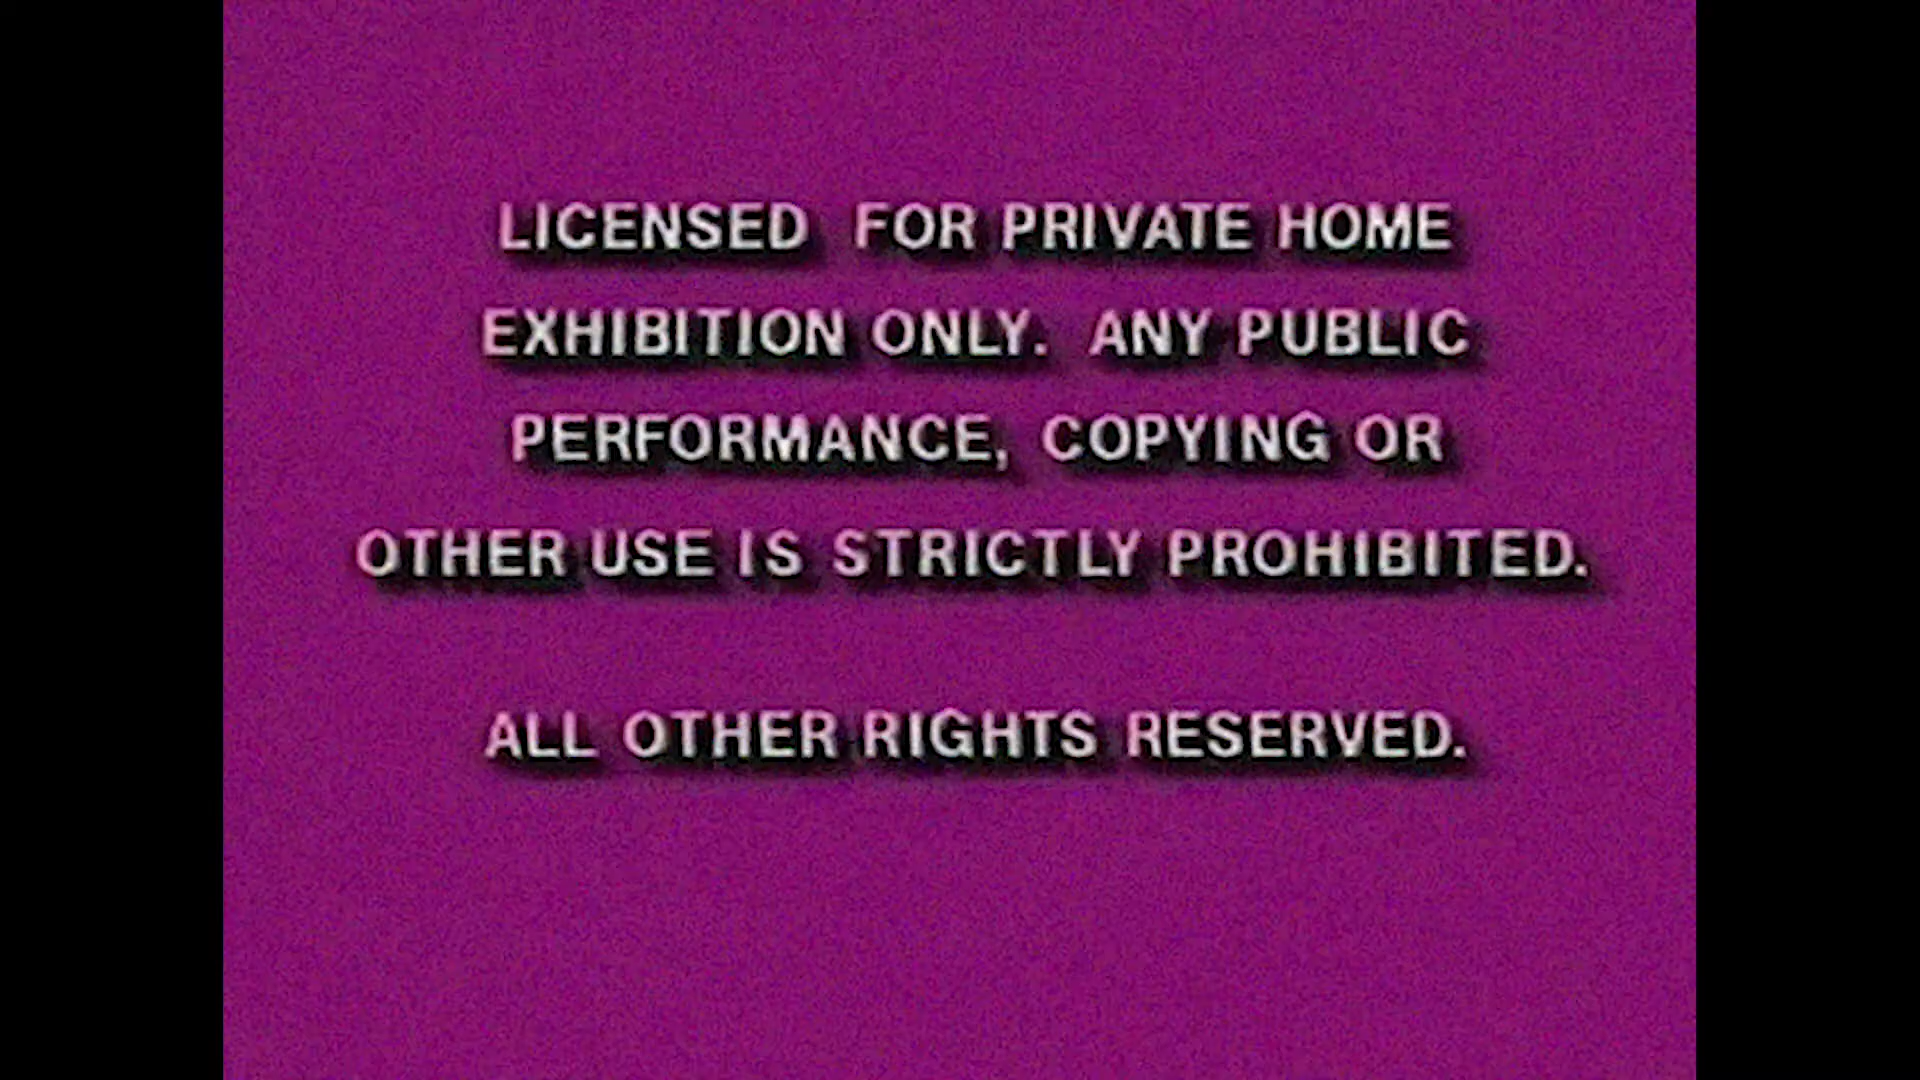 LICENSED FOR PRIVATE HOME
EXHIBITION ONLY. ANY PUBLIC
PERFORMANCE, COPYING OR
OTHER USE IS STRICTLY PROHIBITED.
ALL OTHER RIGHTS RESERVED.